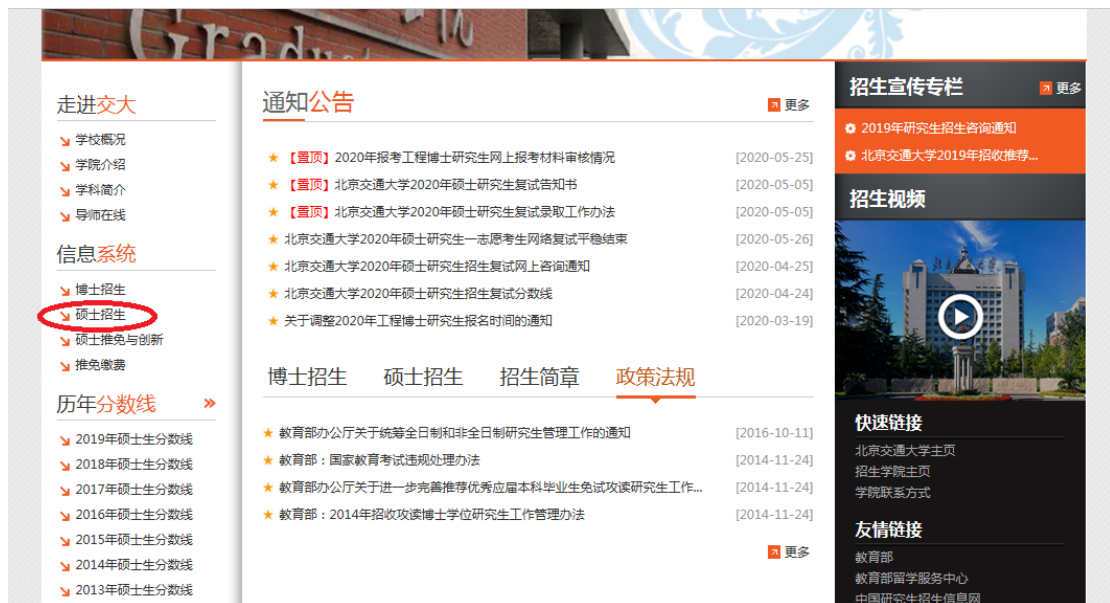 Graduat
走进交大
学校概况
学院介绍
学科简介
导师在线
信息系统
博士招生
硕士招生
硕士推免与创新
推免缴费
历年分数线
2019年硕士生分数线
2018年硕士生分数线
2017年硕士生分数线
2016年硕士生分数线
2015年硕士生分数线
2014年硕士生分数线
2013年硕士生分数线
通知公告 更多
【置顶】2020年报考工程博士研究生网上报考材料审核情况 [2020-05-25]
【置顶】北京交通大学2020年硕士研究生复试告知书 [2020-05-05]
【置顶】北京交通大学2020年硕士研究生复试录取工作办法 [2020-05-05]
北京交通大学2020年硕士研究生一志愿考生网络复试平稳结束 [2020-05-26]
北京交通大学2020年硕士研究生招生复试网上咨询通知 [2020-04-25]
北京交通大学2020年硕士研究生招生复试分数线 [2020-04-24]
关于调整2020年工程博士研究生报名时间的通知 [2020-03-19]
博士招生 硕士招生 招生简章 政策法规
教育部办公厅关于统筹全日制和非全日制研究生管理工作的通知 [2016-10-11]
教育部：国家教育考试违规处理办法 [2014-11-24]
教育部办公厅关于进一步完善推荐优秀应届本科毕业生免试攻读研究生工作... [2014-11-24]
教育部：2014年招收攻读博士学位研究生工作管理办法 [2014-11-24]
更多
招生宣传专栏 更多
2019年研究生招生咨询通知
北京交通大学2019年招收推荐...
招生视频
快速链接
北京交通大学主页
招生学院主页
学院联系方式
友情链接
教育部
教育部留学服务中心
中国研究生招生信息网